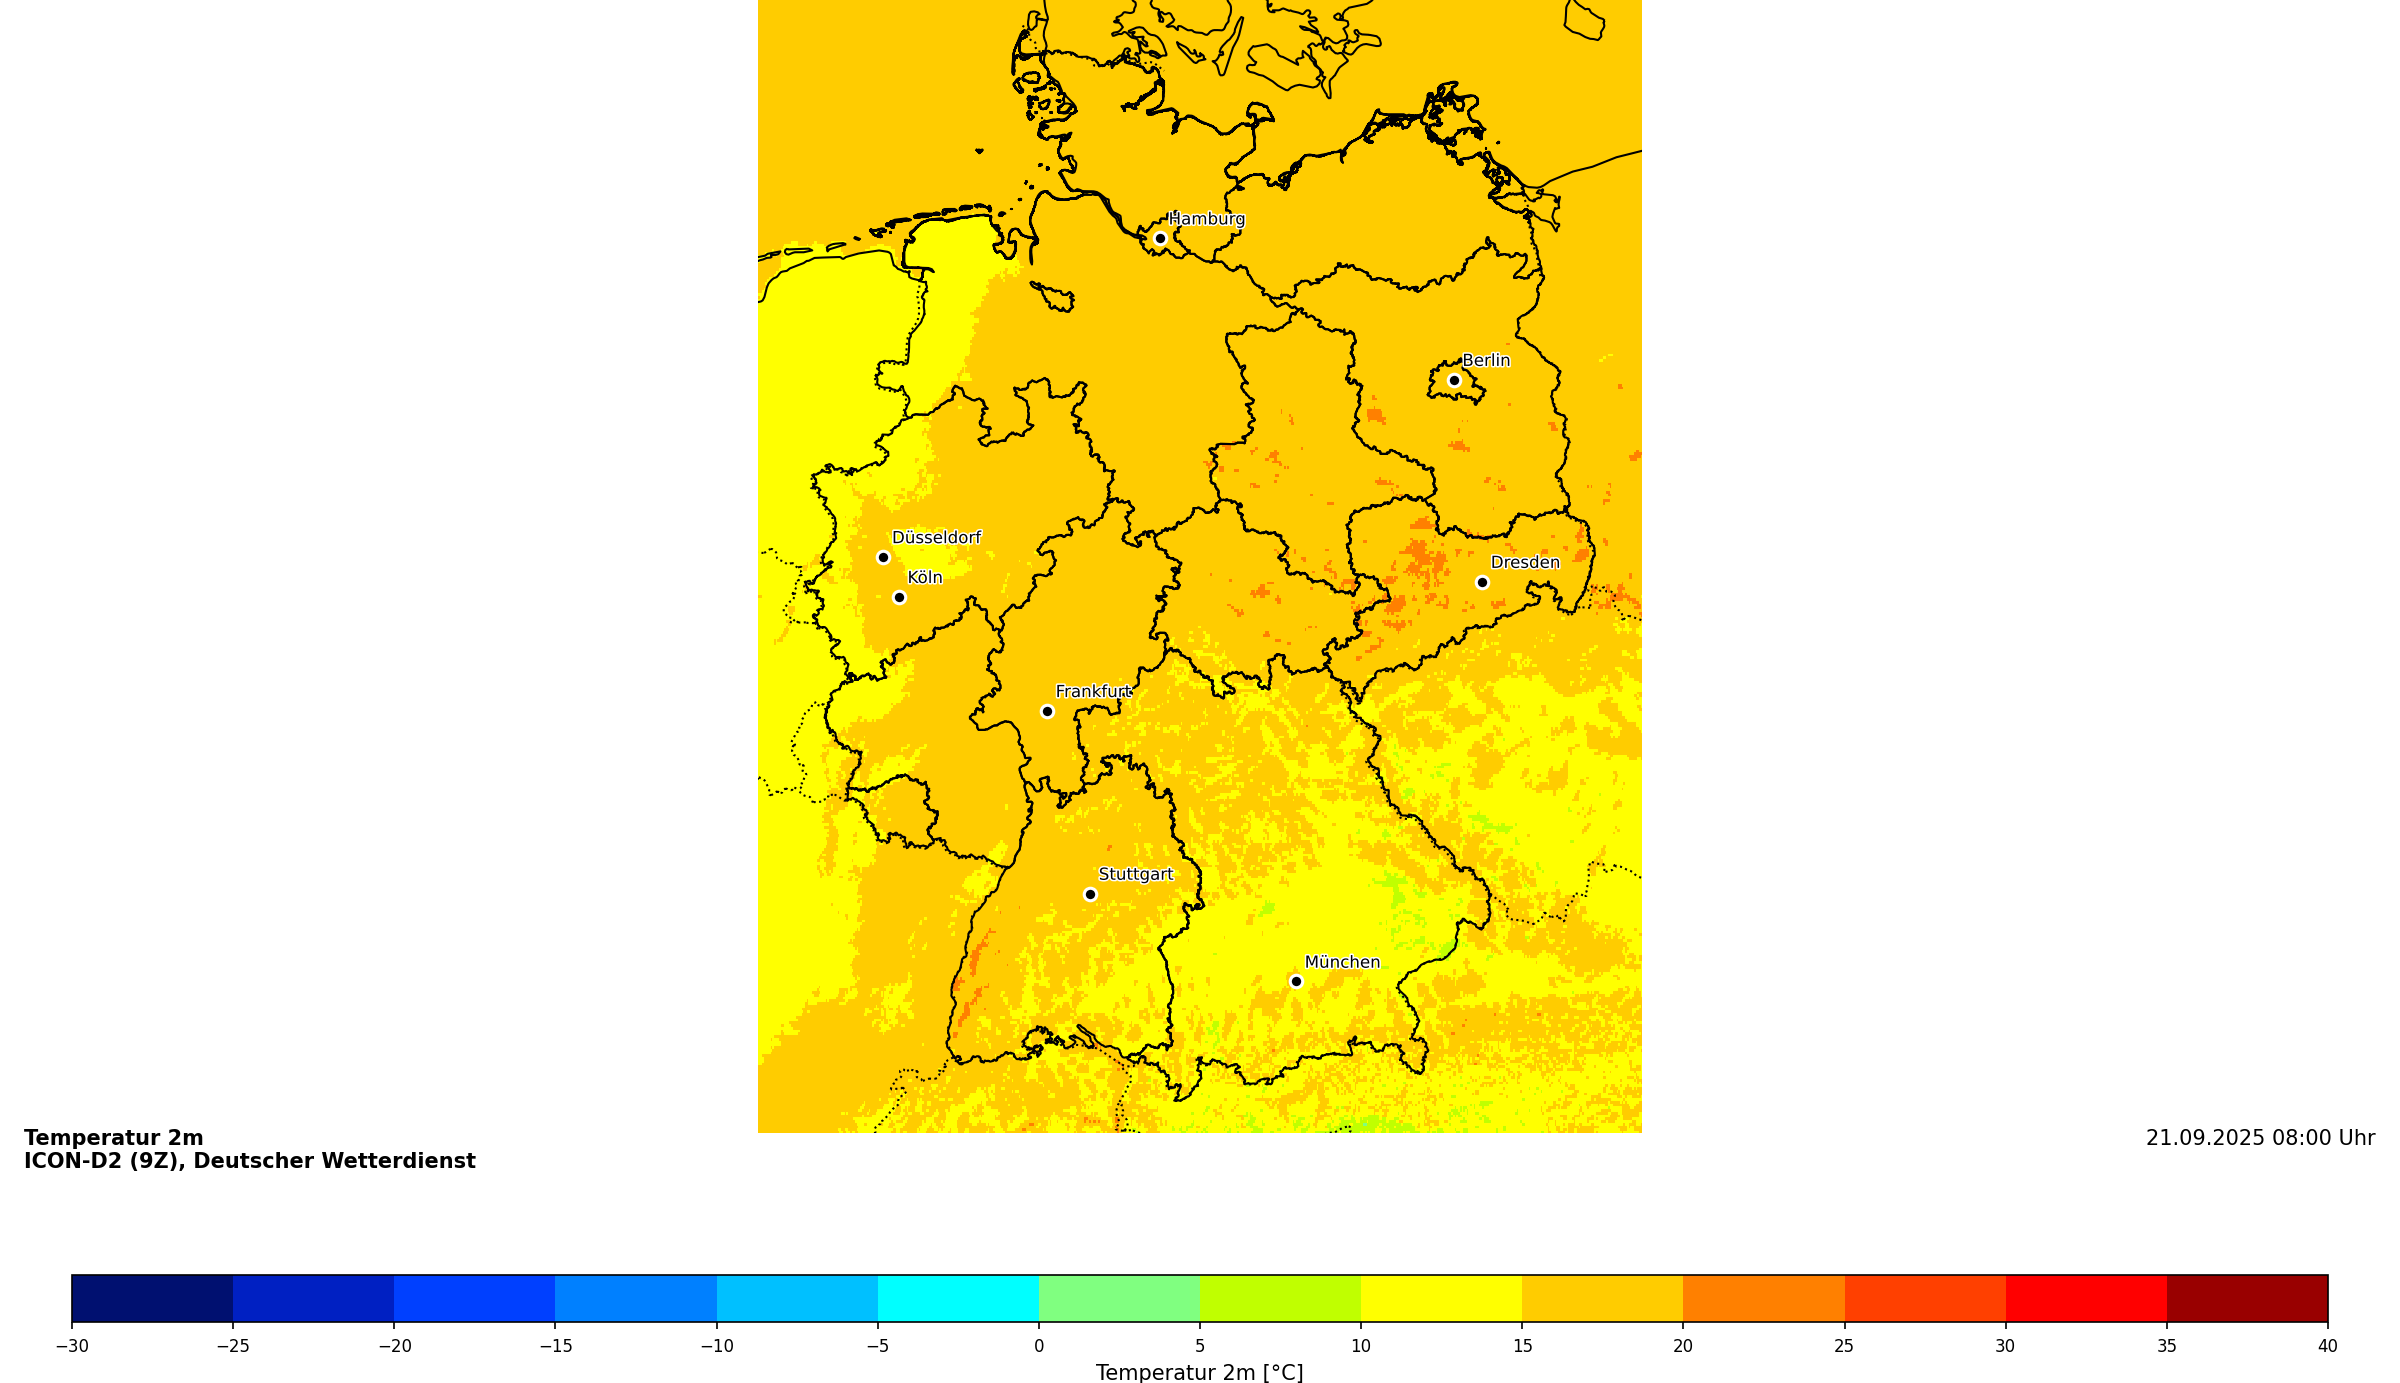 Hamburg
Berlin
Düsseldorf
Dresden
Köln
Frankfurt
Stuttgart
München
Temperatur 2m
ICON-D2 (9Z), Deutscher Wetterdienst
21.09.2025 08:00 Uhr
−30 −25 −20 −15 −10 −5 0 5 10 15 20 25 30 35 40
Temperatur 2m [°C]